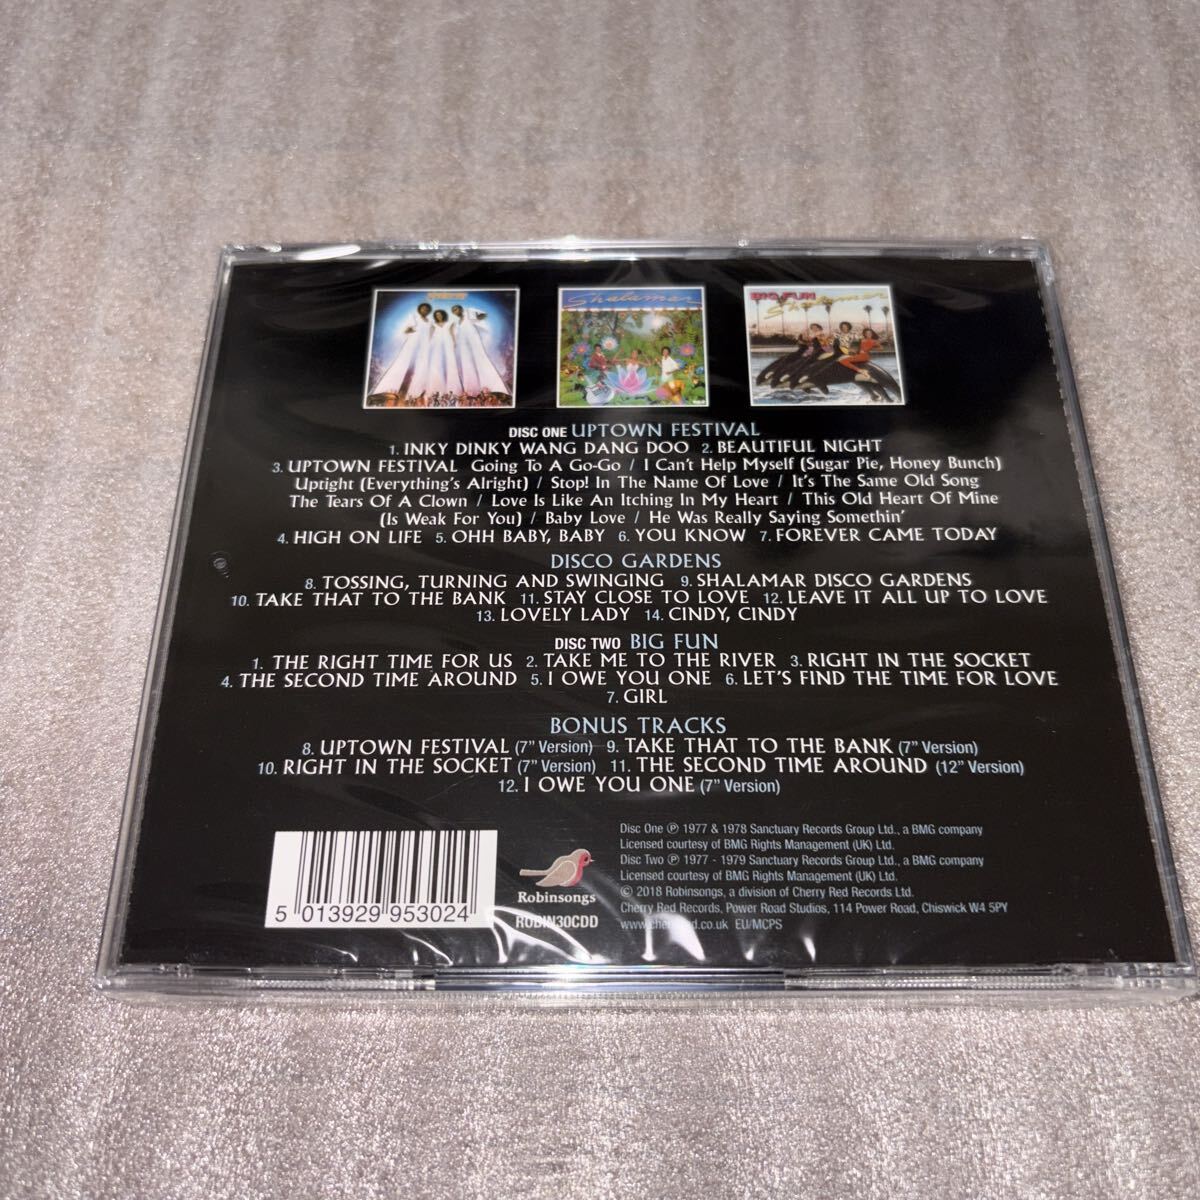 Shalamar
BIG FUN
Shalamar
DISC ONE UPTOWN FESTIVAL
1. INKY DINKY WANG DANG DOO 2. BEAUTIFUL NIGHT
3. UPTOWN FESTIVAL Going To A Go-Go / I Can't Help Myself (Sugar Pie, Honey Bunch)
Uptight (Everything's Alright) / Stop! In The Name Of Love / It's The Same Old Song
The Tears Of A Clown / Love Is Like An Itching In My Heart / This Old Heart Of Mine
(Is Weak For You) / Baby Love / He Was Really Saying Somethin'
4. HIGH ON LIFE 5. OHH BABY, BABY 6. YOU KNOW 7. FOREVER CAME TODAY
DISCO GARDENS
8. TOSSING, TURNING AND SWINGING 9. SHALAMAR DISCO GARDENS
10. TAKE THAT TO THE BANK 11. STAY CLOSE TO LOVE 12. LEAVE IT ALL UP TO LOVE
13. LOVELY LADY 14. CINDY, CINDY
DISC TWO BIG FUN
1. THE RIGHT TIME FOR US 2. TAKE ME TO THE RIVER 3. RIGHT IN THE SOCKET
4. THE SECOND TIME AROUND 5. I OWE YOU ONE 6. LET'S FIND THE TIME FOR LOVE
7. GIRL
BONUS TRACKS
8. UPTOWN FESTIVAL (7" Version) 9. TAKE THAT TO THE BANK (7" Version)
10. RIGHT IN THE SOCKET (7" Version) 11. THE SECOND TIME AROUND (12" Version)
12. I OWE YOU ONE (7" Version)
5 013929 953024
Robinsongs
ROBIN30CDD
Disc One ℗ 1977 & 1978 Sanctuary Records Group Ltd., a BMG company
Licensed courtesy of BMG Rights Management (UK) Ltd.
Disc Two ℗ 1977 - 1979 Sanctuary Records Group Ltd., a BMG company
Licensed courtesy of BMG Rights Management (UK) Ltd.
© 2018 Robinsongs, a division of Cherry Red Records Ltd.
Cherry Red Records, Power Road Studios, 114 Power Road, Chiswick W4 5PY
www.cherryred.co.uk EU/MCPS